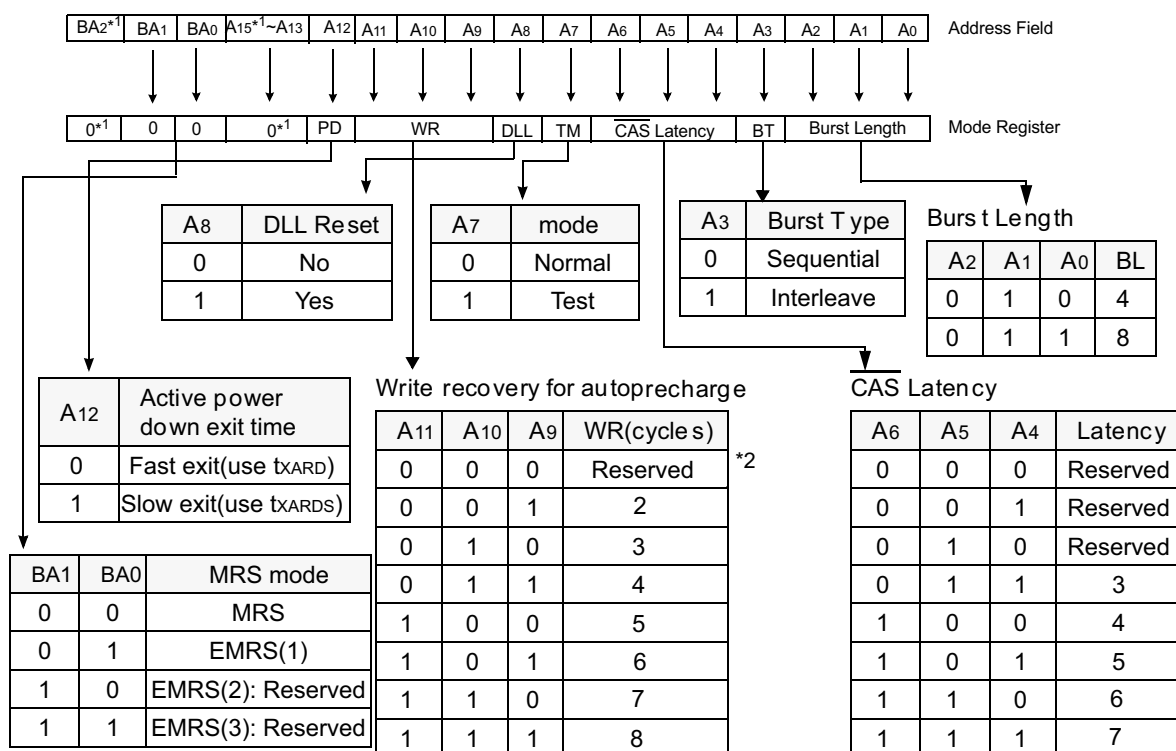 BA2*1 BA1 BA0 A15*1~A13 A12 A11 A10 A9 A8 A7 A6 A5 A4 A3 A2 A1 A0 Address Field
0*1 0 0 0*1 PD WR DLL TM CAS Latency BT Burst Length Mode Register
A8 DLL Reset
0 No
1 Yes
A7 mode
0 Normal
1 Test
A3 Burst Type
0 Sequential
1 Interleave
Burst Length
A2 A1 A0 BL
0 1 0 4
0 1 1 8
A12 Active power
down exit time
0 Fast exit(use tXARD)
1 Slow exit(use tXARDS)
BA1 BA0 MRS mode
0 0 MRS
0 1 EMRS(1)
1 0 EMRS(2): Reserved
1 1 EMRS(3): Reserved
Write recovery for autoprecharge
A11 A10 A9 WR(cycles)
0 0 0 Reserved *2
0 0 1 2
0 1 0 3
0 1 1 4
1 0 0 5
1 0 1 6
1 1 0 7
1 1 1 8
CAS Latency
A6 A5 A4 Latency
0 0 0 Reserved
0 0 1 Reserved
0 1 0 Reserved
0 1 1 3
1 0 0 4
1 0 1 5
1 1 0 6
1 1 1 7